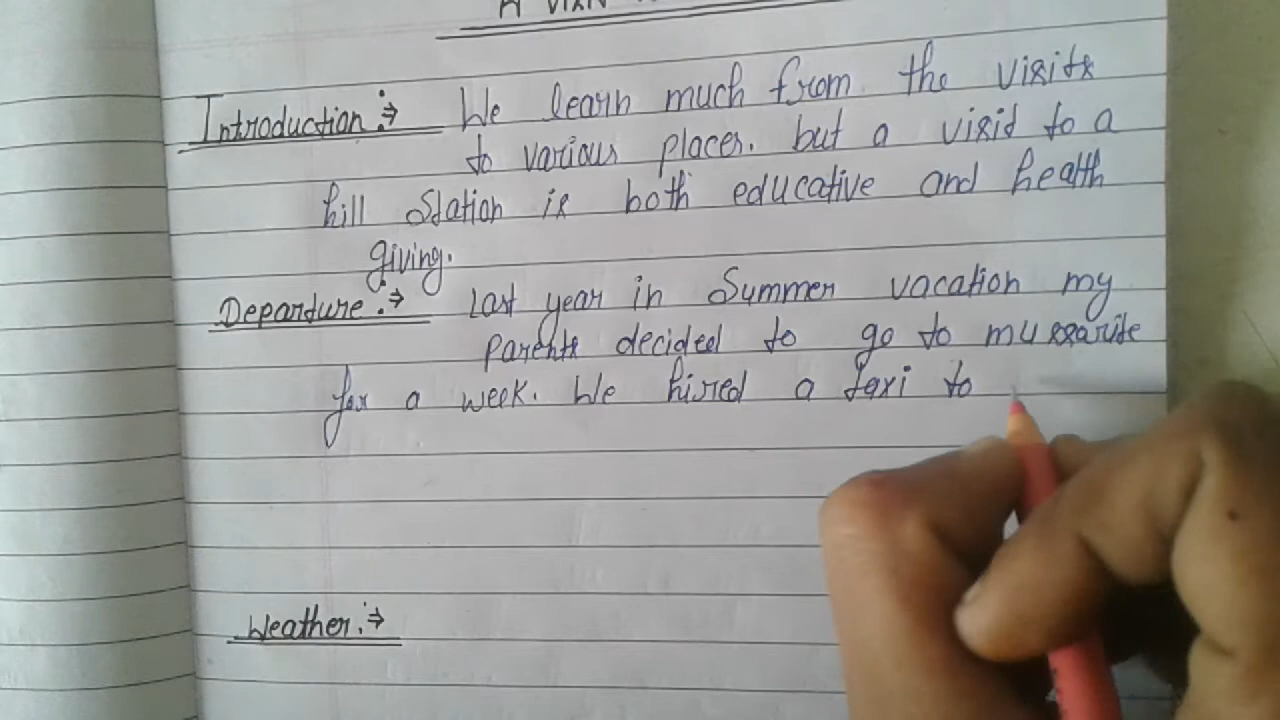 A visit
Introduction :→ We learn much from the visits
to various places. but a visit to a
hill Station is both educative and health
giving.
Departure :→ Last year in Summer vacation my
Parents decided to go to mussarite
for a week. We hired a taxi to
Weather :→